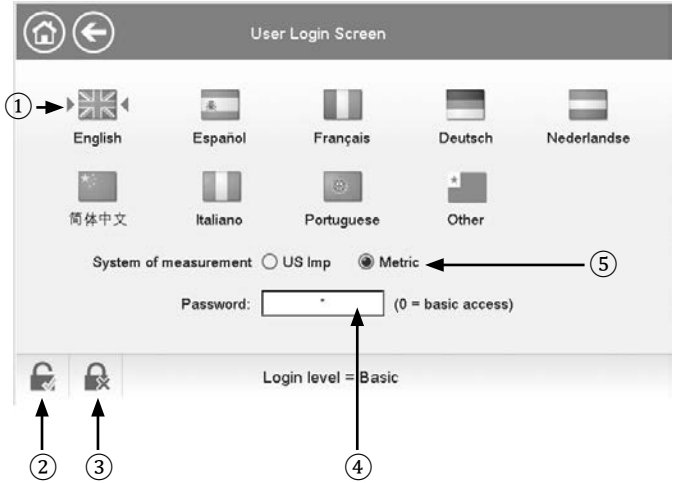 User Login Screen
①
English Español Français Deutsch Nederlandse
简体中文 Italiano Portuguese Other
System of measurement US Imp Metric ⑤
Password: * (0 = basic access)
Login level = Basic
② ③ ④